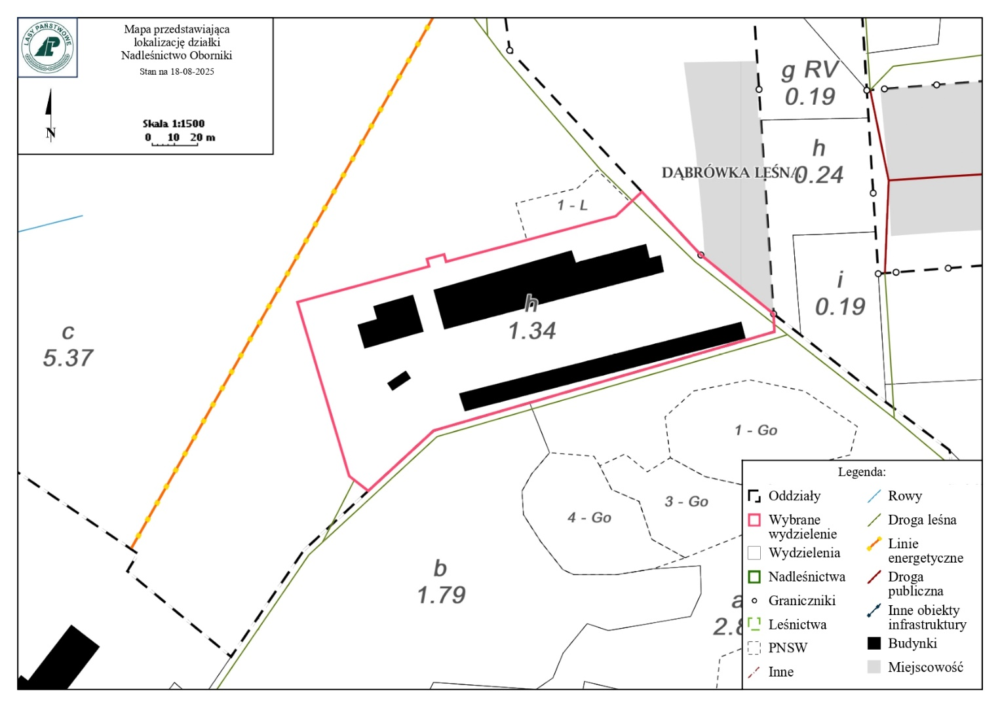 LASY PAŃSTWOWE
Mapa przedstawiająca
lokalizację działki
Nadleśnictwo Oborniki
Stan na 18-08-2025
N
Skala 1:1500
0 10 20 m
g RV
0.19
h
0.24
DĄBRÓWKA LEŚNA
1 - L
i
0.19
h
1.34
c
5.37
1 - Go
3 - Go
4 - Go
b
1.79
a
2.8
Legenda:
Oddziały
Wybrane
wydzielenie
Wydzielenia
Nadleśnictwa
Graniczniki
Leśnictwa
PNSW
Inne
Rowy
Droga leśna
Linie
energetyczne
Droga
publiczna
Inne obiekty
infrastruktury
Budynki
Miejscowość